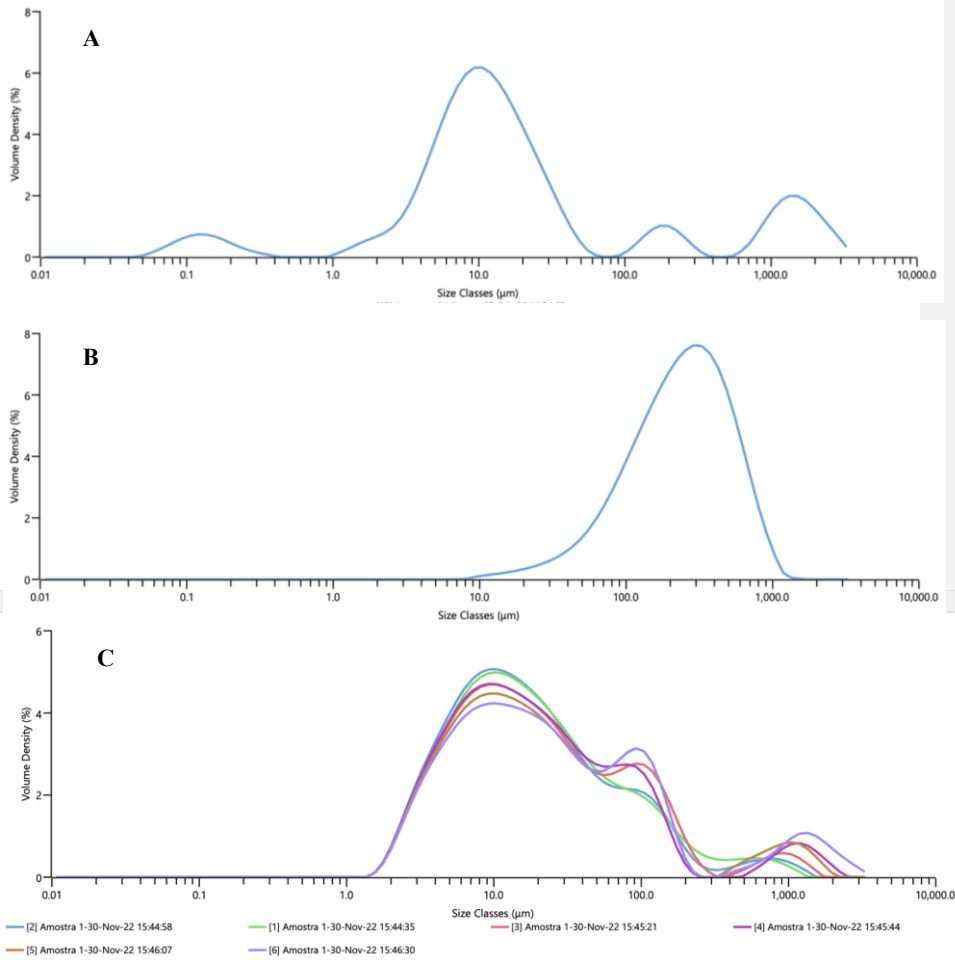 A
Volume Density (%)
8
6
4
2
0
0.01 0.1 1.0 10.0 100.0 1,000.0 10,000.0
Size Classes (µm)
B
Volume Density (%)
8
6
4
2
0
0.01 0.1 1.0 10.0 100.0 1,000.0 10,000.0
Size Classes (µm)
C
Volume Density (%)
6
4
2
0
0.01 0.1 1.0 10.0 100.0 1,000.0 10,000.0
Size Classes (µm)
[2] Amostra 1-30-Nov-22 15:44:58 [1] Amostra 1-30-Nov-22 15:44:35 [3] Amostra 1-30-Nov-22 15:45:21 [4] Amostra 1-30-Nov-22 15:45:44
[5] Amostra 1-30-Nov-22 15:46:07 [6] Amostra 1-30-Nov-22 15:46:30